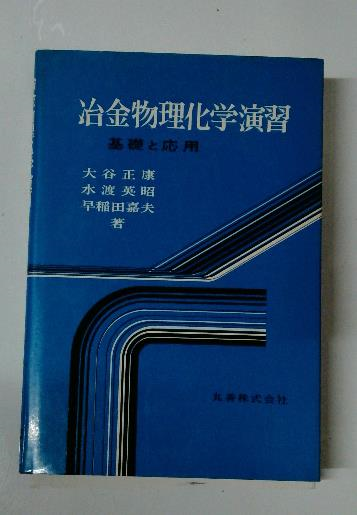 冶金物理化学演習
基礎と応用
大谷正康
水渡英昭
早稲田嘉夫
著
丸善株式会社